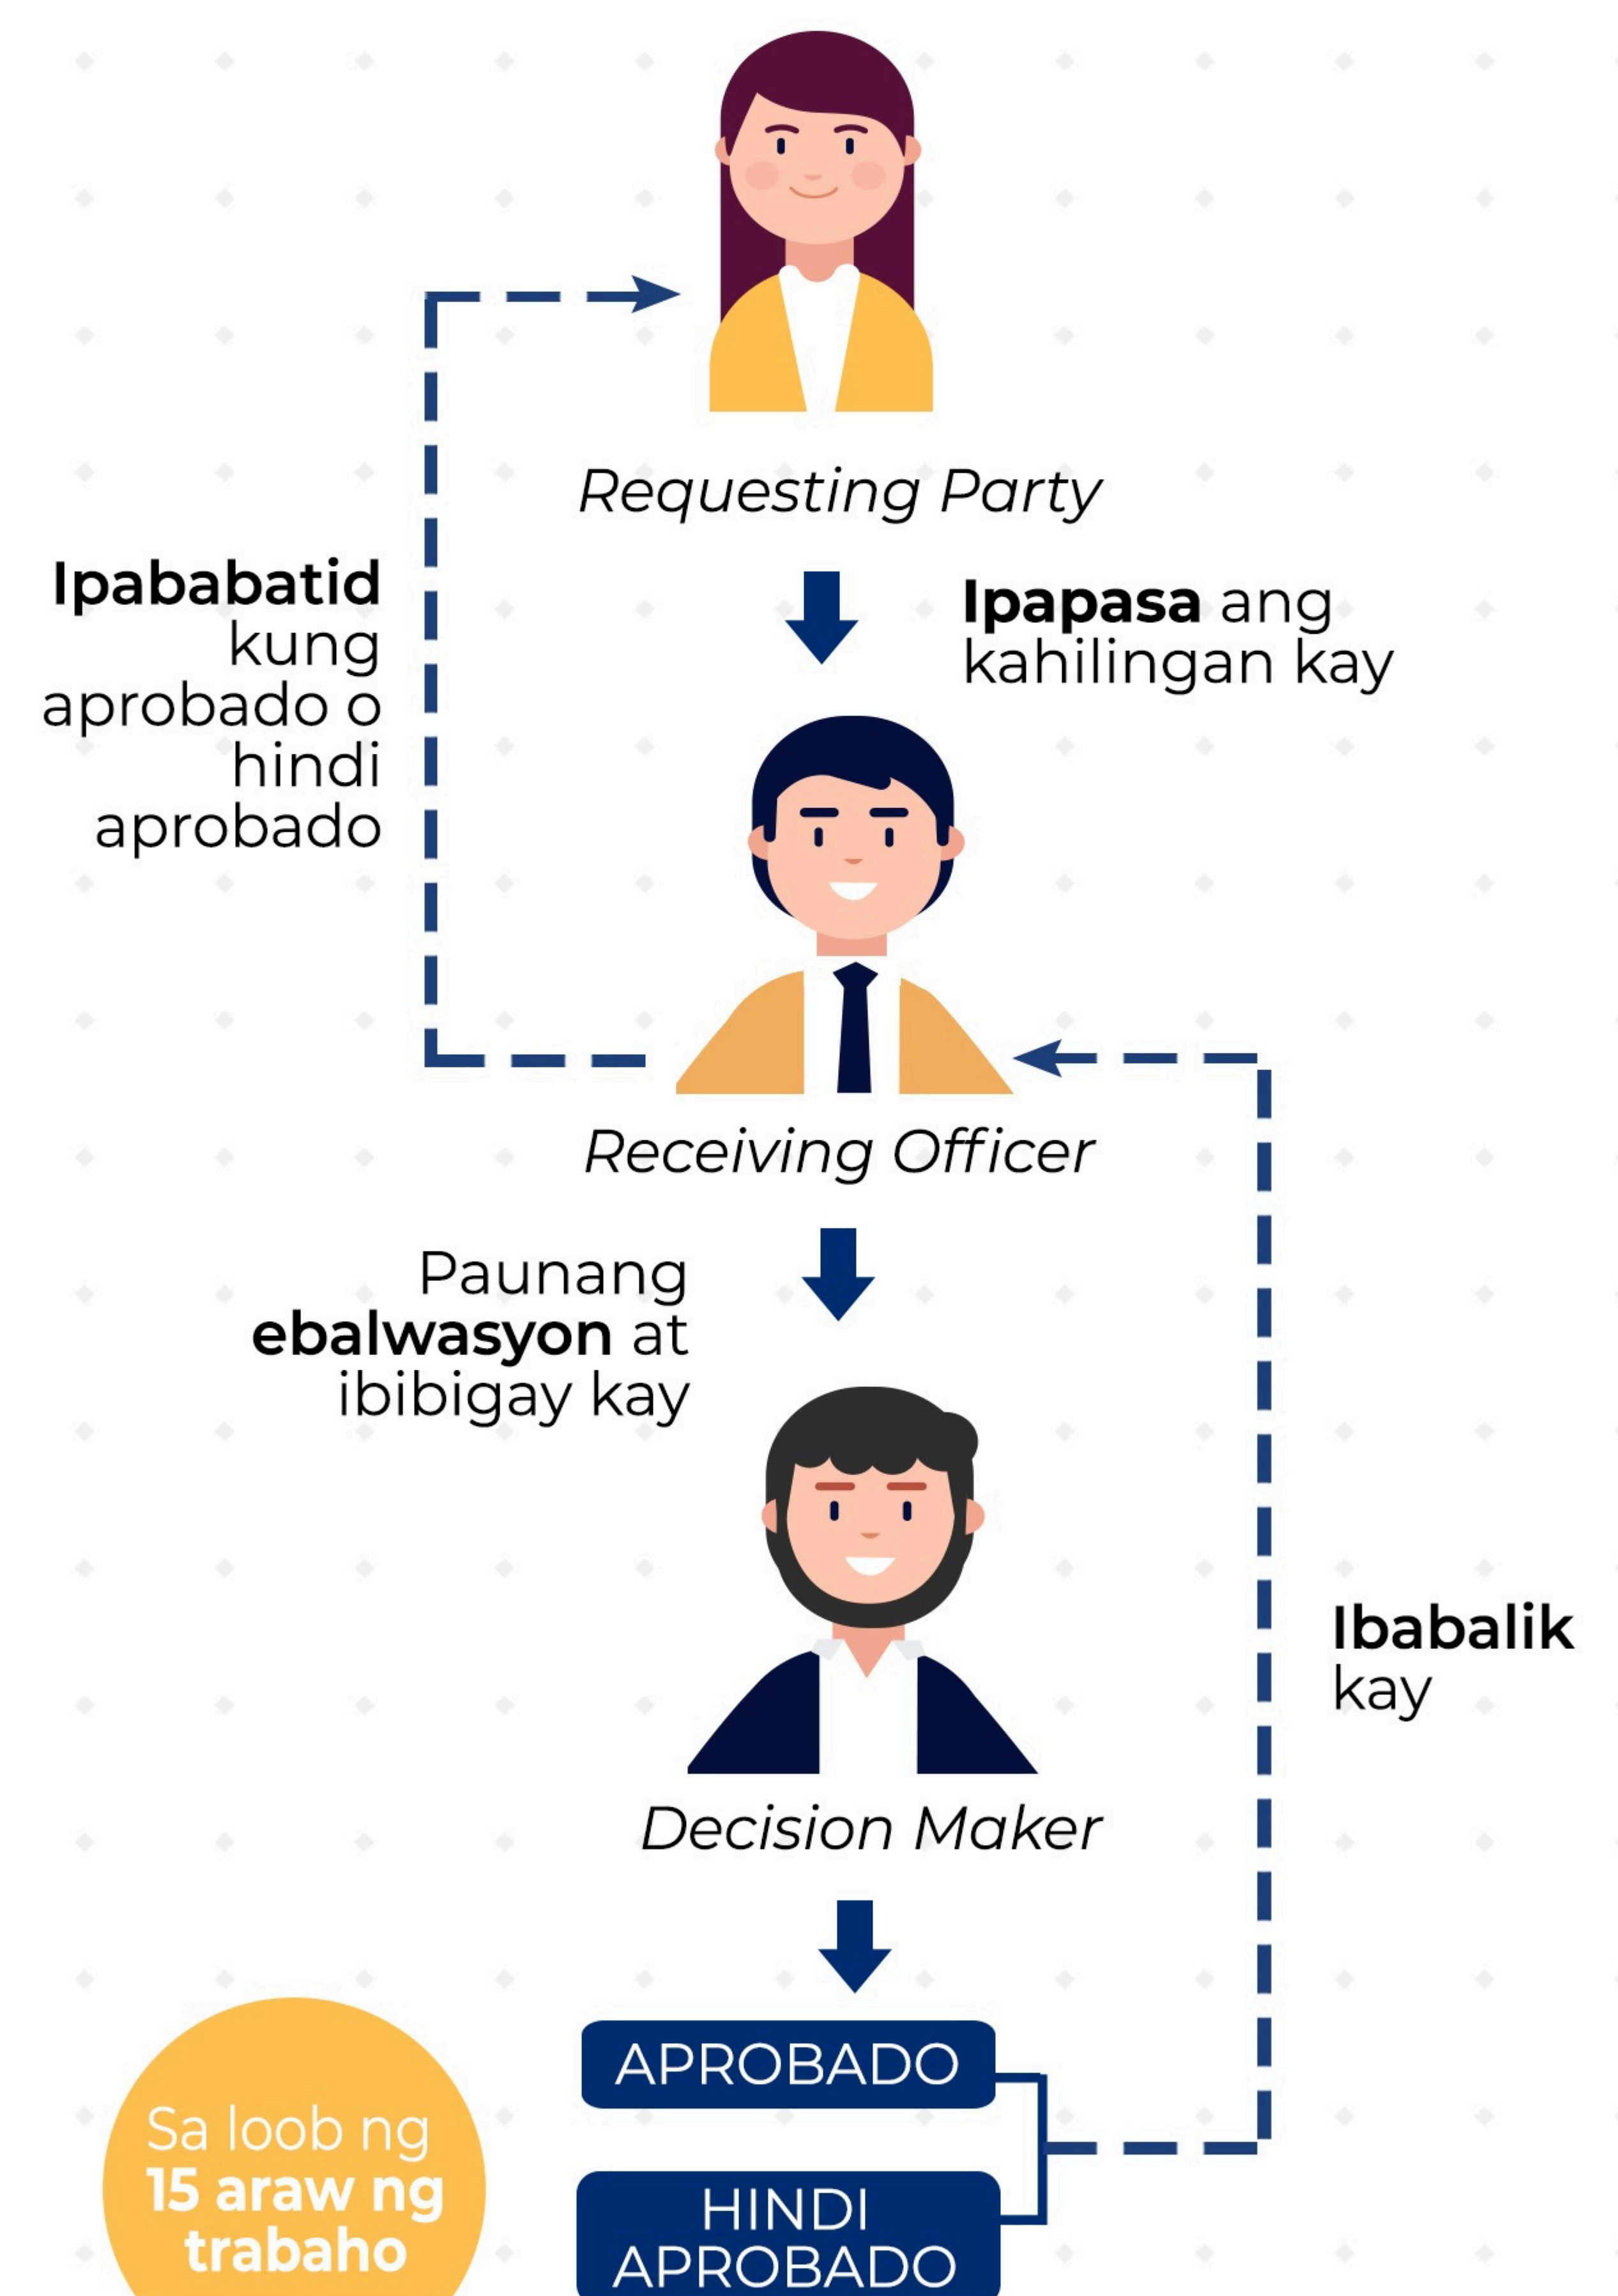 Requesting Party
Ipapasa ang
kahilingan kay
Ipababatid
kung
aprobado o
hindi
aprobado
Receiving Officer
Paunang
ebalwasyon at
ibibigay kay
Decision Maker
Ibabalik
kay
APROBADO
HINDI
APROBADO
Sa loob ng
15 araw ng
trabaho